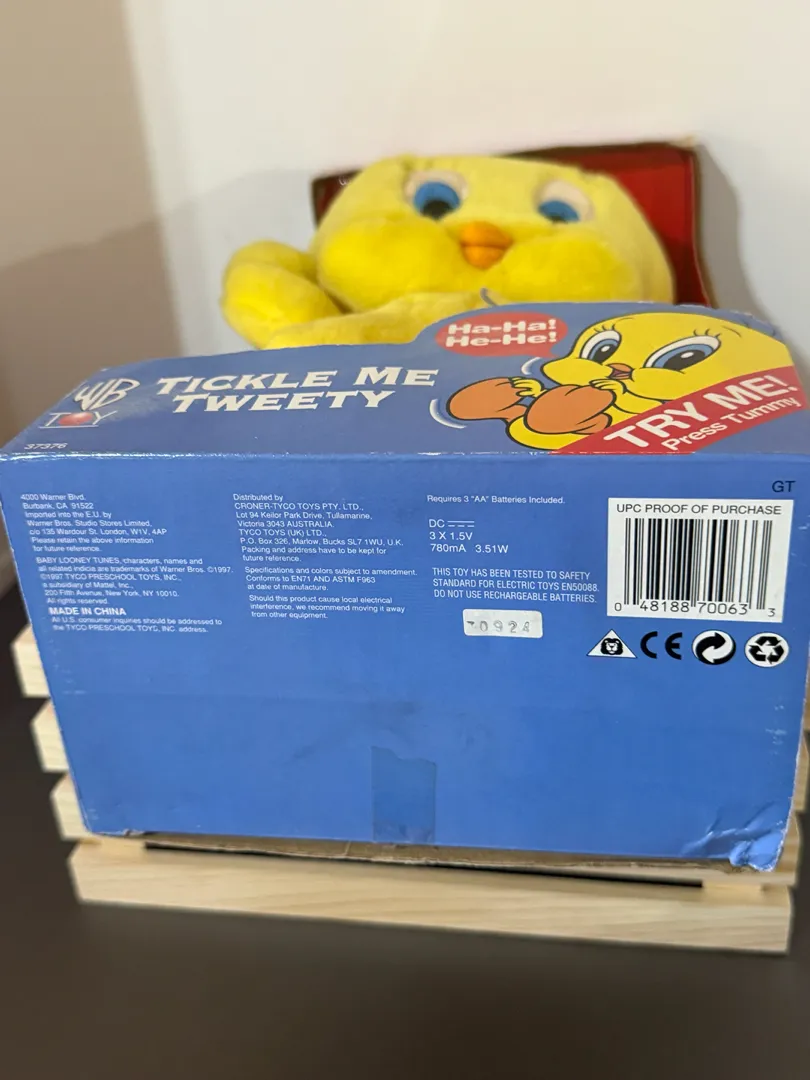 Ha-Ha!
He-He!
WB
TOY
TICKLE ME
TWEETY
TRY ME!
Press Tummy
37376
4000 Warner Blvd.
Burbank, CA 91522
Imported into the E.U. by
Warner Bros. Studio Stores Limited,
c/o 135 Wardour St. London, W1V, 4AP
Please retain the above information
for future reference.
BABY LOONEY TUNES, characters, names and
all related indicia are trademarks of Warner Bros. ©1997.
©1997 TYCO PRESCHOOL TOYS, INC.,
a subsidiary of Mattel, Inc.,
200 Fifth Avenue, New York, NY 10010.
All rights reserved.
MADE IN CHINA
All U.S. consumer inquiries should be addressed to
the TYCO PRESCHOOL TOYS, INC. address.
Distributed by
CRONER-TYCO TOYS PTY. LTD.,
Lot 94 Keilor Park Drive, Tullamarine,
Victoria 3043 AUSTRALIA.
TYCO TOYS (UK) LTD.,
P.O. Box 326, Marlow, Bucks SL7 1WU, U.K.
Packing and address have to be kept for
future reference.
Specifications and colors subject to amendment.
Conforms to EN71 AND ASTM F963
at date of manufacture.
Should this product cause local electrical
interference, we recommend moving it away
from other equipment.
Requires 3 "AA" Batteries Included.
DC
3 X 1.5V
780mA 3.51W
THIS TOY HAS BEEN TESTED TO SAFETY
STANDARD FOR ELECTRIC TOYS EN50088.
DO NOT USE RECHARGEABLE BATTERIES.
GT
UPC PROOF OF PURCHASE
0 48188 70063 3
CE